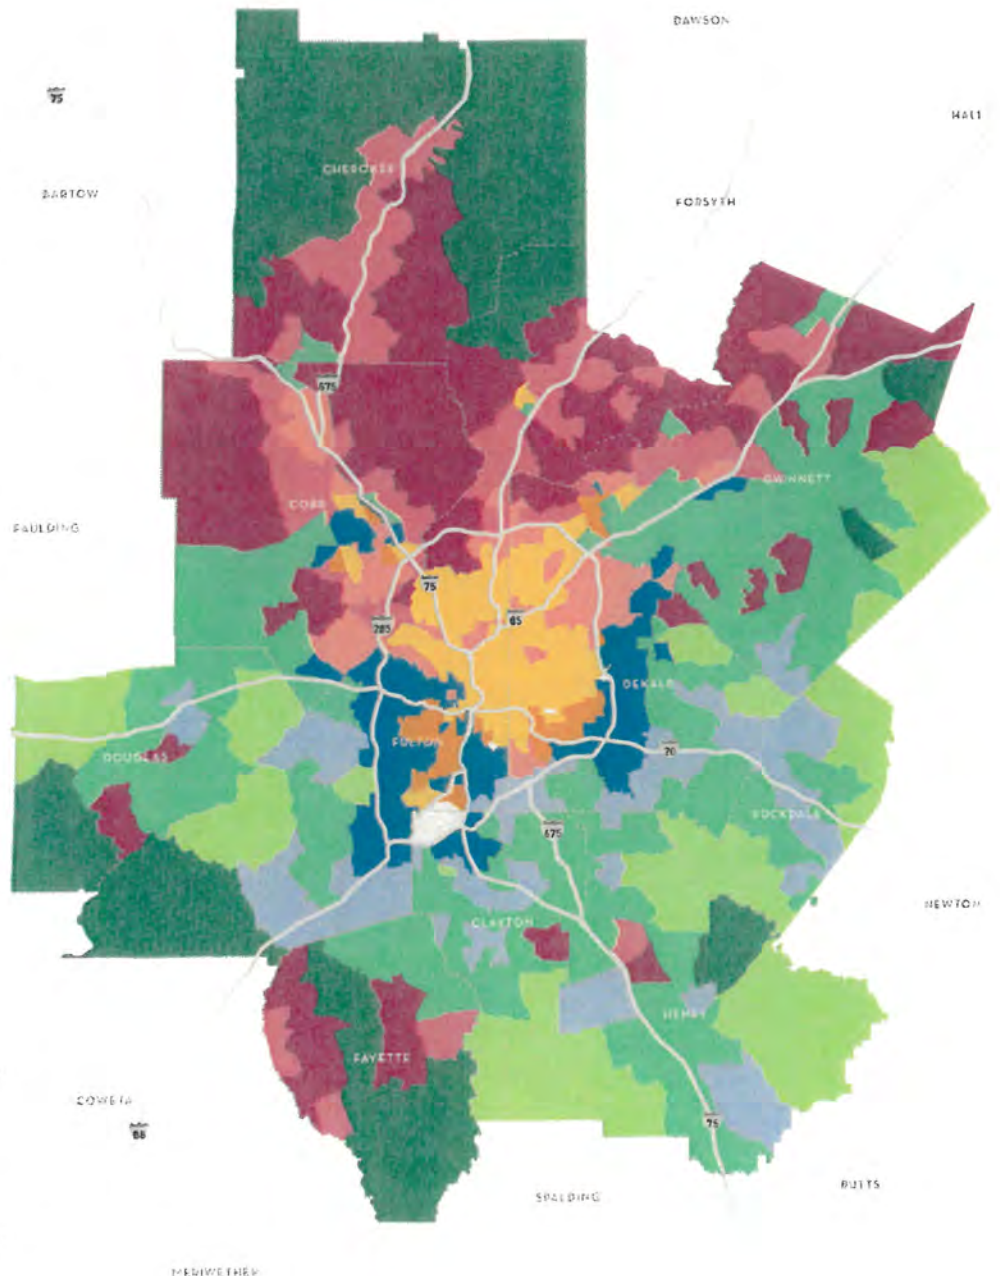 DAWSON
75
HALL
CHEROKEE
BARTOW
FORSYTH
575
GWINNETT
COBB
PAULDING
75
285
85
DEKALB
FULTON
DOUGLAS
20
ROCKDALE
675
NEWTON
CLAYTON
HENRY
FAYETTE
COWETA
85
75
BUTTS
SPALDING
MERIWETHER